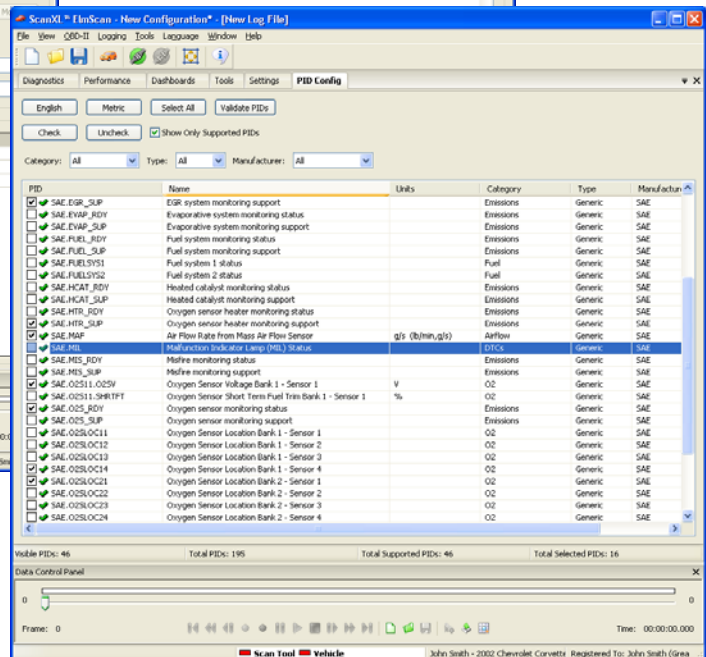 ScanXL™ ElmScan - New Configuration* - [New Log File]
File View OBD-II Logging Tools Language Window Help
Diagnostics Performance Dashboards Tools Settings PID Config
English Metric Select All Validate PIDs
Check Uncheck Show Only Supported PIDs
Category: All Type: All Manufacturer: All
PID Name Units Category Type Manufacture
SAE.EGR_SUP EGR system monitoring support Emissions Generic SAE
SAE.EVAP_RDY Evaporative system monitoring status Emissions Generic SAE
SAE.EVAP_SUP Evaporative system monitoring support Emissions Generic SAE
SAE.FUEL_RDY Fuel system monitoring status Emissions Generic SAE
SAE.FUEL_SUP Fuel system monitoring support Emissions Generic SAE
SAE.FUELSYS1 Fuel system 1 status Fuel Generic SAE
SAE.FUELSYS2 Fuel system 2 status Fuel Generic SAE
SAE.HCAT_RDY Heated catalyst monitoring status Emissions Generic SAE
SAE.HCAT_SUP Heated catalyst monitoring support Emissions Generic SAE
SAE.HTR_RDY Oxygen sensor heater monitoring status Emissions Generic SAE
SAE.HTR_SUP Oxygen sensor heater monitoring support Emissions Generic SAE
SAE.MAF Air Flow Rate from Mass Air Flow Sensor g/s (lb/min,g/s) Airflow Generic SAE
SAE.MIL Malfunction Indicator Lamp (MIL) Status DTCs Generic SAE
SAE.MIS_RDY Misfire monitoring status Emissions Generic SAE
SAE.MIS_SUP Misfire monitoring support Emissions Generic SAE
SAE.O2S11.O2SV Oxygen Sensor Voltage Bank 1 - Sensor 1 V O2 Generic SAE
SAE.O2S11.SHRTFT Oxygen Sensor Short Term Fuel Trim Bank 1 - Sensor 1 % O2 Generic SAE
SAE.O2S_RDY Oxygen sensor monitoring status Emissions Generic SAE
SAE.O2S_SUP Oxygen sensor monitoring support Emissions Generic SAE
SAE.O2SLOC11 Oxygen Sensor Location Bank 1 - Sensor 1 O2 Generic SAE
SAE.O2SLOC12 Oxygen Sensor Location Bank 1 - Sensor 2 O2 Generic SAE
SAE.O2SLOC13 Oxygen Sensor Location Bank 1 - Sensor 3 O2 Generic SAE
SAE.O2SLOC14 Oxygen Sensor Location Bank 1 - Sensor 4 O2 Generic SAE
SAE.O2SLOC21 Oxygen Sensor Location Bank 2 - Sensor 1 O2 Generic SAE
SAE.O2SLOC22 Oxygen Sensor Location Bank 2 - Sensor 2 O2 Generic SAE
SAE.O2SLOC23 Oxygen Sensor Location Bank 2 - Sensor 3 O2 Generic SAE
SAE.O2SLOC24 Oxygen Sensor Location Bank 2 - Sensor 4 O2 Generic SAE
Visible PIDs: 46 Total PIDs: 195 Total Supported PIDs: 46 Total Selected PIDs: 16
Data Control Panel
0 0
Frame: 0 Time: 00:00:00.000
Scan Tool Vehicle John Smith - 2002 Chevrolet Corvette Registered To: John Smith (Grea